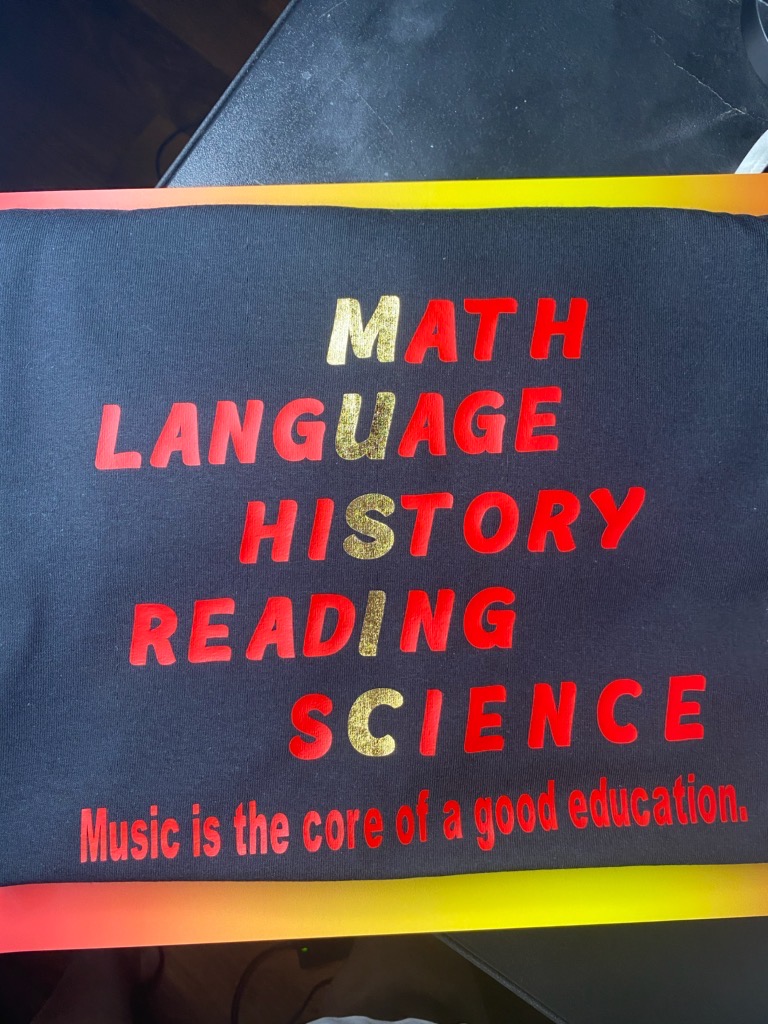 MATH
LANGUAGE
HISTORY
READING
SCIENCE
Music is the core of a good education.